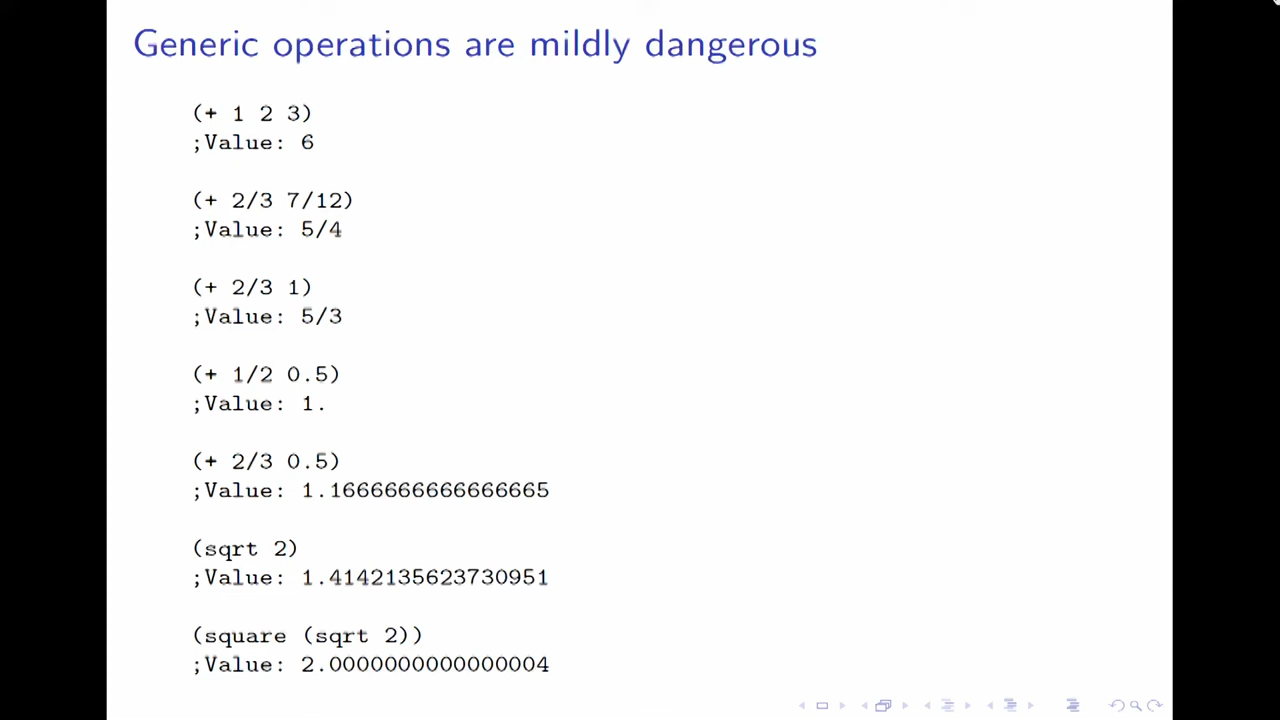 Generic operations are mildly dangerous
(+ 1 2 3)
;Value: 6
(+ 2/3 7/12)
;Value: 5/4
(+ 2/3 1)
;Value: 5/3
(+ 1/2 0.5)
;Value: 1.
(+ 2/3 0.5)
;Value: 1.1666666666666665
(sqrt 2)
;Value: 1.4142135623730951
(square (sqrt 2))
;Value: 2.0000000000000004